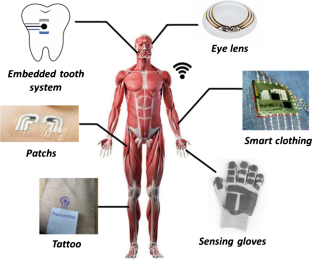 Eye lens
Embedded tooth
system
Patchs
Smart clothing
Tattoo
Sensing gloves